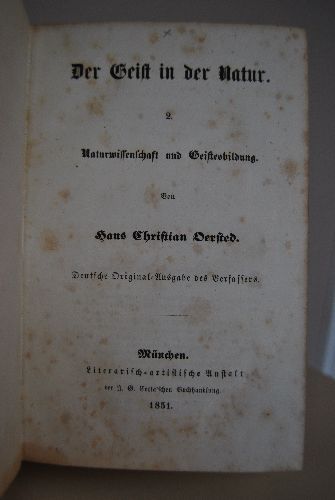 Der Geist in der Natur.
2.
Naturwissenschaft und Geistesbildung.
Von
Hans Christian Oersted.
Deutsche Original-Ausgabe des Verfassers.
München.
Literarisch-artistische Anstalt
der J. G. Cotta'schen Buchhandlung.
1851.